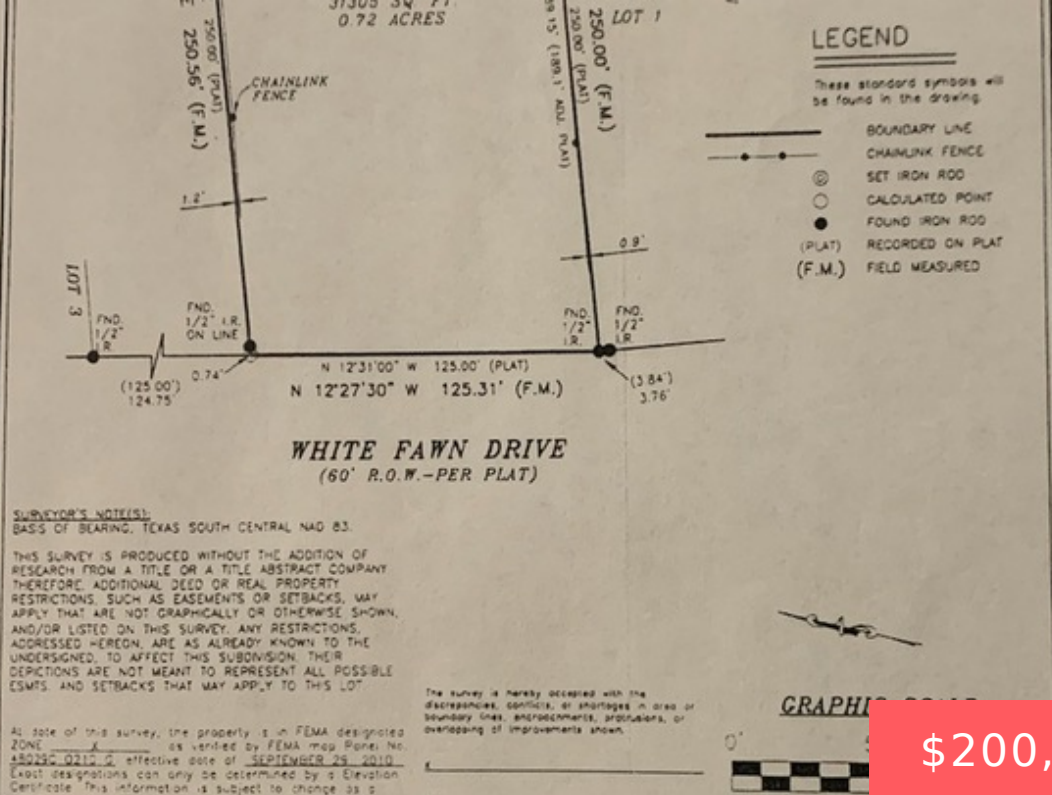 SQ. FT.
0.72 ACRES
LOT 1
250.00' (PLAT)
250.56' (F.M.)
CHAINLINK
FENCE
(189.1' ADJ. PLAT)
250.00' (PLAT)
250.00' (F.M.)
1.2'
0.9'
LEGEND
These standard symbols will
be found in the drawing.
BOUNDARY LINE
CHAINLINK FENCE
SET IRON ROD
CALCULATED POINT
FOUND IRON ROD
(PLAT) RECORDED ON PLAT
(F.M.) FIELD MEASURED
LOT 3
FND.
1/2"
I.R.
FND.
1/2" I.R.
ON LINE
FND.
1/2"
I.R.
FND.
1/2"
I.R.
(125.00')
124.75'
0.74'
N 12°31'00" W 125.00' (PLAT)
N 12°27'30" W 125.31' (F.M.)
(3.84')
3.76'
WHITE FAWN DRIVE
(60' R.O.W.-PER PLAT)
SURVEYOR'S NOTE(S):
BASIS OF BEARING, TEXAS SOUTH CENTRAL NAD 83.
THIS SURVEY IS PRODUCED WITHOUT THE ADDITION OF
RESEARCH FROM A TITLE OR A TITLE ABSTRACT COMPANY
THEREFORE, ADDITIONAL DEED OR REAL PROPERTY
RESTRICTIONS, SUCH AS EASEMENTS OR SETBACKS, MAY
APPLY THAT ARE NOT GRAPHICALLY OR OTHERWISE SHOWN,
AND/OR LISTED ON THIS SURVEY. ANY RESTRICTIONS,
ADDRESSED HEREON, ARE AS ALREADY KNOWN TO THE
UNDERSIGNED, TO AFFECT THIS SUBDIVISION. THEIR
DEPICTIONS ARE NOT MEANT TO REPRESENT ALL POSSIBLE
ESMTS. AND SETBACKS THAT MAY APPLY TO THIS LOT.
The survey is hereby accepted with the
discrepancies, conflicts, or shortages in area or
boundary lines, encroachments, protrusions, or
overlapping of improvements shown.
At date of this survey, the property is in FEMA designated
ZONE X as verified by FEMA map Panel No.
48029C 0210 G effective date of SEPTEMBER 29, 2010
Exact designations can only be determined by a Elevation
Certificate. This information is subject to change as a
0'
$200,